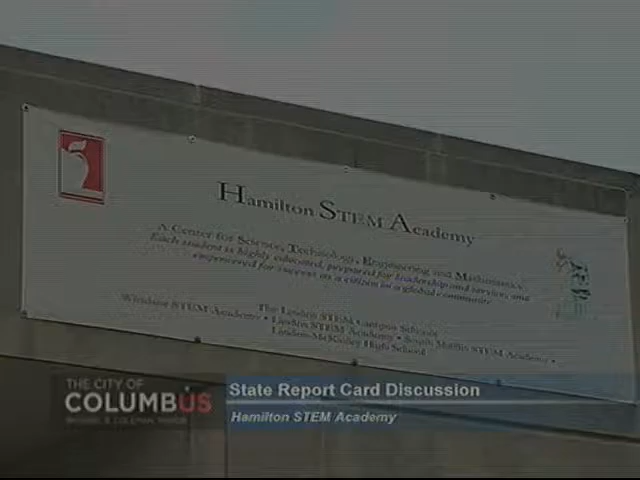 Hamilton STEM Academy
A Center for Science, Technology, Engineering and Mathematics
Each student is highly educated, prepared for leadership and service, and
empowered for success as a citizen in a global community
The Linden STEM Campus Schools
Windsor STEM Academy • Linden STEM Academy • South Mifflin STEM Academy •
Linden-McKinley High School
THE CITY OF
COLUMBUS
MICHAEL B. COLEMAN, MAYOR
State Report Card Discussion
Hamilton STEM Academy